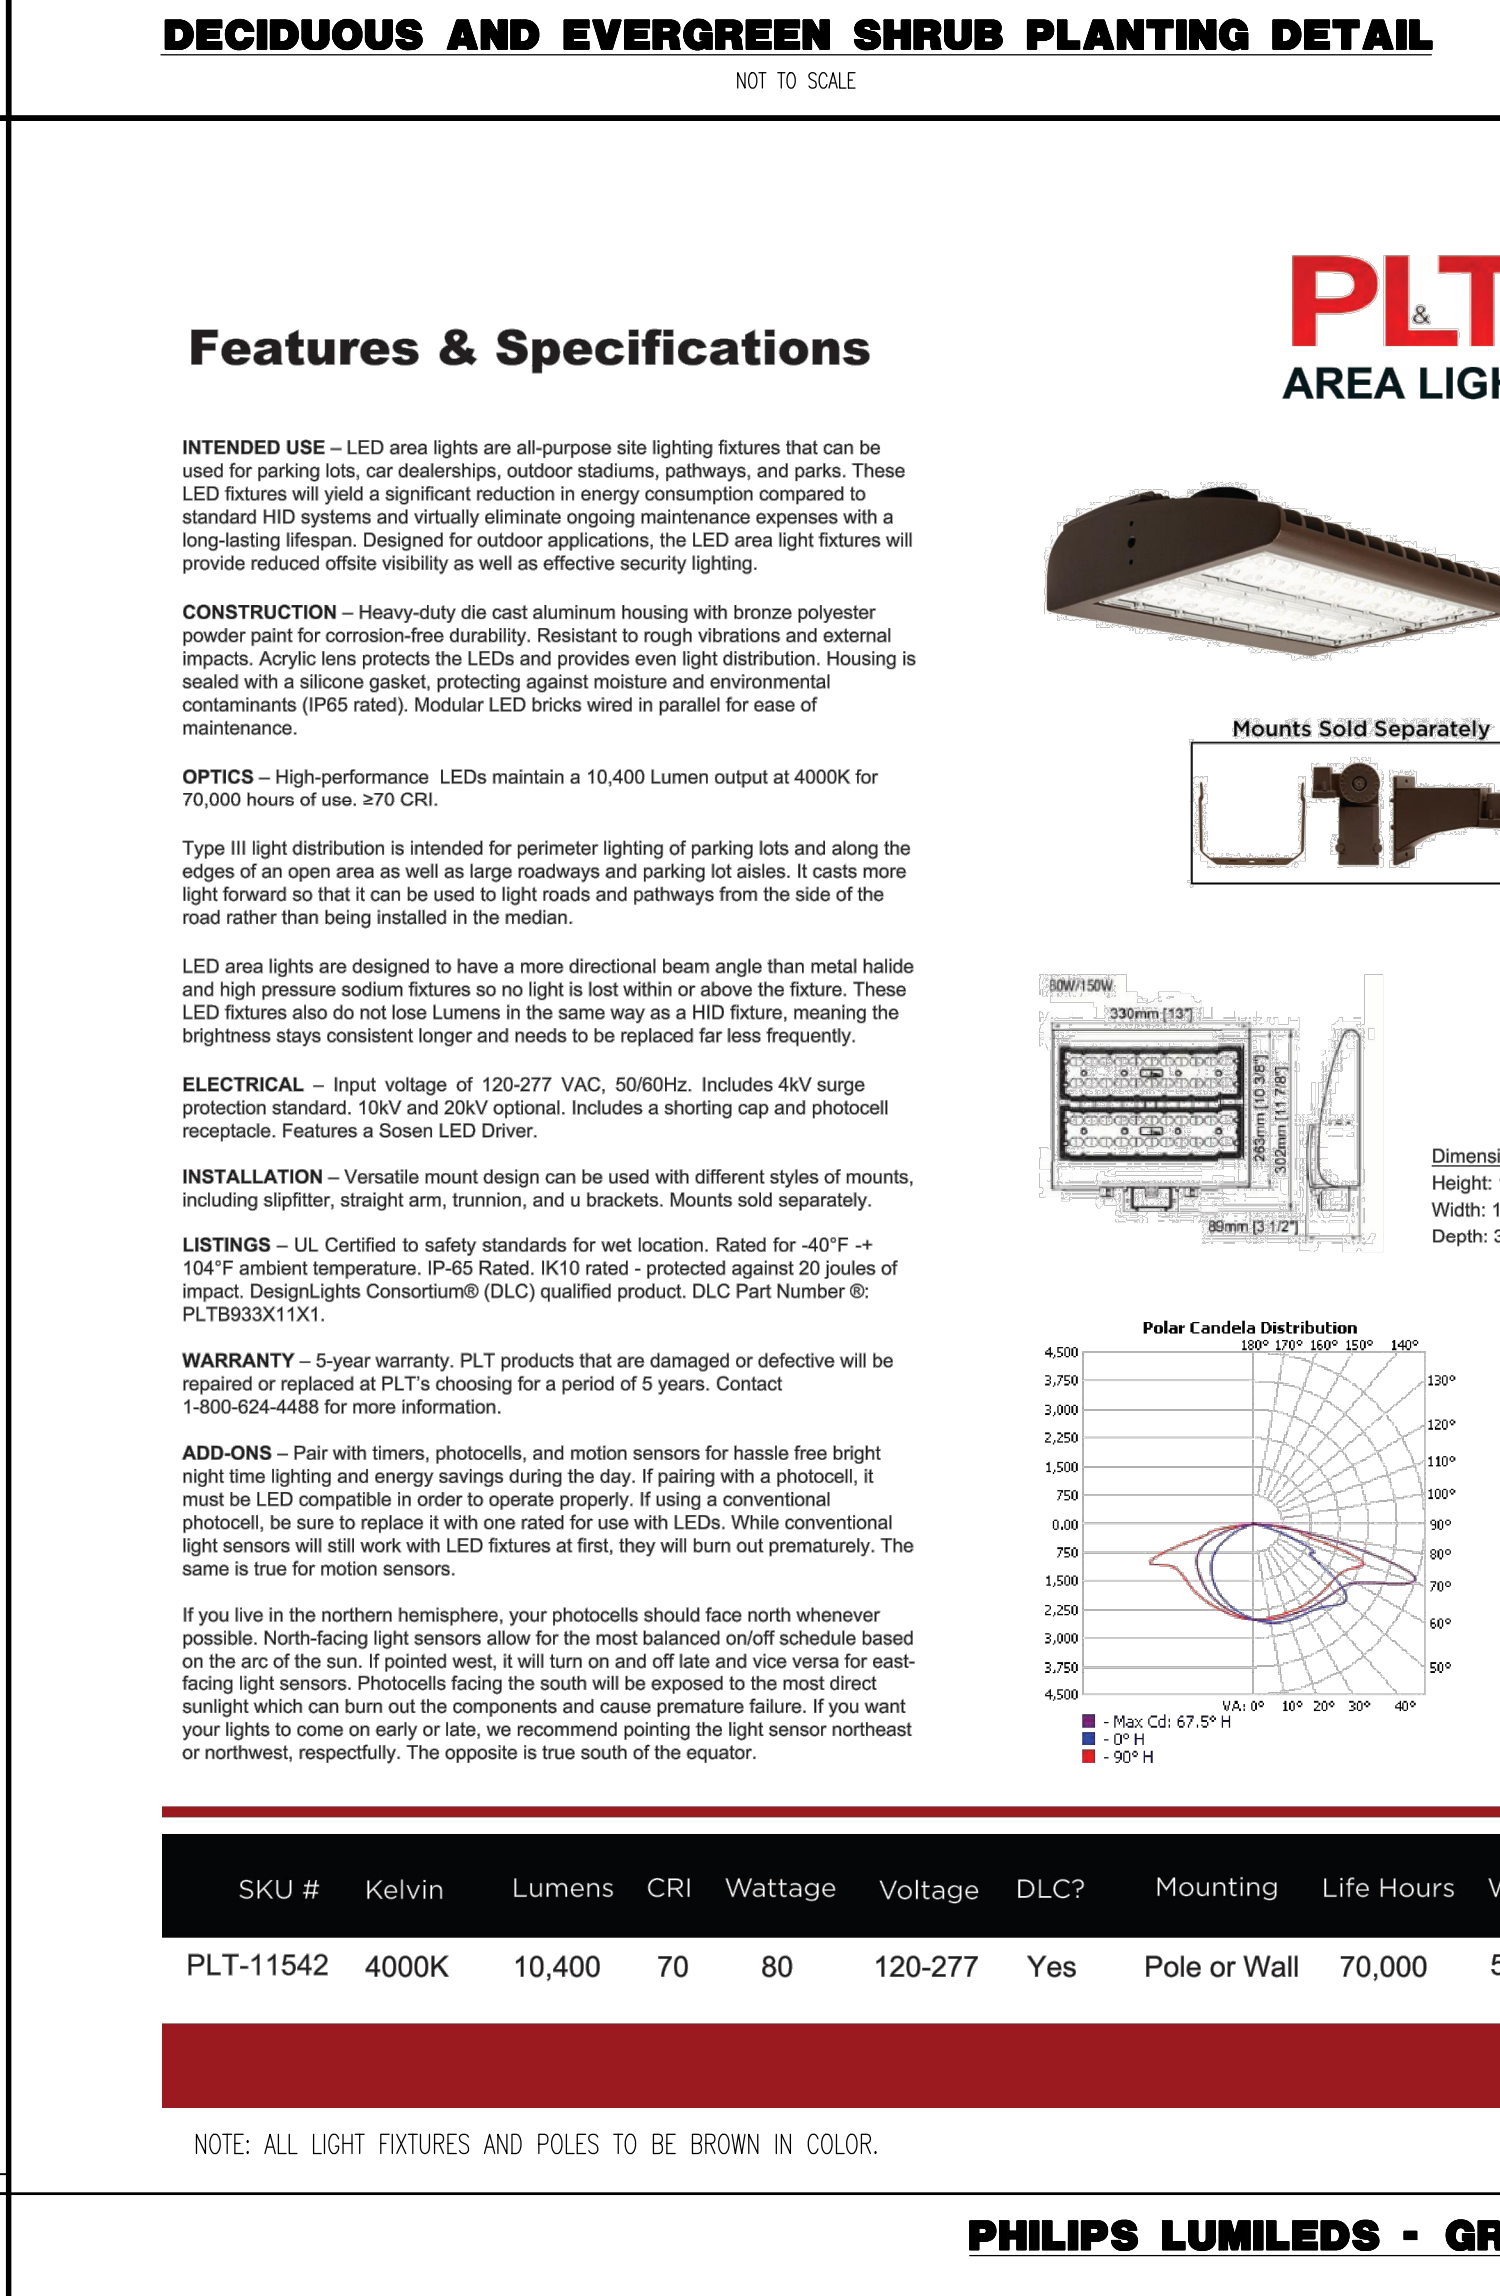 DECIDUOUS AND EVERGREEN SHRUB PLANTING DETAIL
NOT TO SCALE
PL&T
AREA LIGH
Features & Specifications
INTENDED USE – LED area lights are all-purpose site lighting fixtures that can be
used for parking lots, car dealerships, outdoor stadiums, pathways, and parks. These
LED fixtures will yield a significant reduction in energy consumption compared to
standard HID systems and virtually eliminate ongoing maintenance expenses with a
long-lasting lifespan. Designed for outdoor applications, the LED area light fixtures will
provide reduced offsite visibility as well as effective security lighting.
CONSTRUCTION – Heavy-duty die cast aluminum housing with bronze polyester
powder paint for corrosion-free durability. Resistant to rough vibrations and external
impacts. Acrylic lens protects the LEDs and provides even light distribution. Housing is
sealed with a silicone gasket, protecting against moisture and environmental
contaminants (IP65 rated). Modular LED bricks wired in parallel for ease of
maintenance.
OPTICS – High-performance LEDs maintain a 10,400 Lumen output at 4000K for
70,000 hours of use. ≥70 CRI.
Type III light distribution is intended for perimeter lighting of parking lots and along the
edges of an open area as well as large roadways and parking lot aisles. It casts more
light forward so that it can be used to light roads and pathways from the side of the
road rather than being installed in the median.
LED area lights are designed to have a more directional beam angle than metal halide
and high pressure sodium fixtures so no light is lost within or above the fixture. These
LED fixtures also do not lose Lumens in the same way as a HID fixture, meaning the
brightness stays consistent longer and needs to be replaced far less frequently.
ELECTRICAL – Input voltage of 120-277 VAC, 50/60Hz. Includes 4kV surge
protection standard. 10kV and 20kV optional. Includes a shorting cap and photocell
receptacle. Features a Sosen LED Driver.
INSTALLATION – Versatile mount design can be used with different styles of mounts,
including slipfitter, straight arm, trunnion, and u brackets. Mounts sold separately.
LISTINGS – UL Certified to safety standards for wet location. Rated for -40°F -+
104°F ambient temperature. IP-65 Rated. IK10 rated - protected against 20 joules of
impact. DesignLights Consortium® (DLC) qualified product. DLC Part Number ®:
PLTB933X11X1.
WARRANTY – 5-year warranty. PLT products that are damaged or defective will be
repaired or replaced at PLT's choosing for a period of 5 years. Contact
1-800-624-4488 for more information.
ADD-ONS – Pair with timers, photocells, and motion sensors for hassle free bright
night time lighting and energy savings during the day. If pairing with a photocell, it
must be LED compatible in order to operate properly. If using a conventional
photocell, be sure to replace it with one rated for use with LEDs. While conventional
light sensors will still work with LED fixtures at first, they will burn out prematurely. The
same is true for motion sensors.
If you live in the northern hemisphere, your photocells should face north whenever
possible. North-facing light sensors allow for the most balanced on/off schedule based
on the arc of the sun. If pointed west, it will turn on and off late and vice versa for east-
facing light sensors. Photocells facing the south will be exposed to the most direct
sunlight which can burn out the components and cause premature failure. If you want
your lights to come on early or late, we recommend pointing the light sensor northeast
or northwest, respectfully. The opposite is true south of the equator.
Mounts Sold Separately
80W/150W
330mm [13"]
263mm [10 3/8"]
302mm [11 7/8"]
89mm [3 1/2"]
Dimensi
Height:
Width: 1
Depth: 3
Polar Candela Distribution
180° 170° 160° 150° 140°
4,500
3,750 130°
3,000
2,250 120°
1,500 110°
750 100°
0.00 90°
750 80°
1,500 70°
2,250 60°
3,000
3,750 50°
4,500
VA: 0° 10° 20° 30° 40°
- Max Cd: 67.5° H
- 0° H
- 90° H
SKU # Kelvin Lumens CRI Wattage Voltage DLC? Mounting Life Hours W
PLT-11542 4000K 10,400 70 80 120-277 Yes Pole or Wall 70,000 5
NOTE: ALL LIGHT FIXTURES AND POLES TO BE BROWN IN COLOR.
PHILIPS LUMILEDS - GR